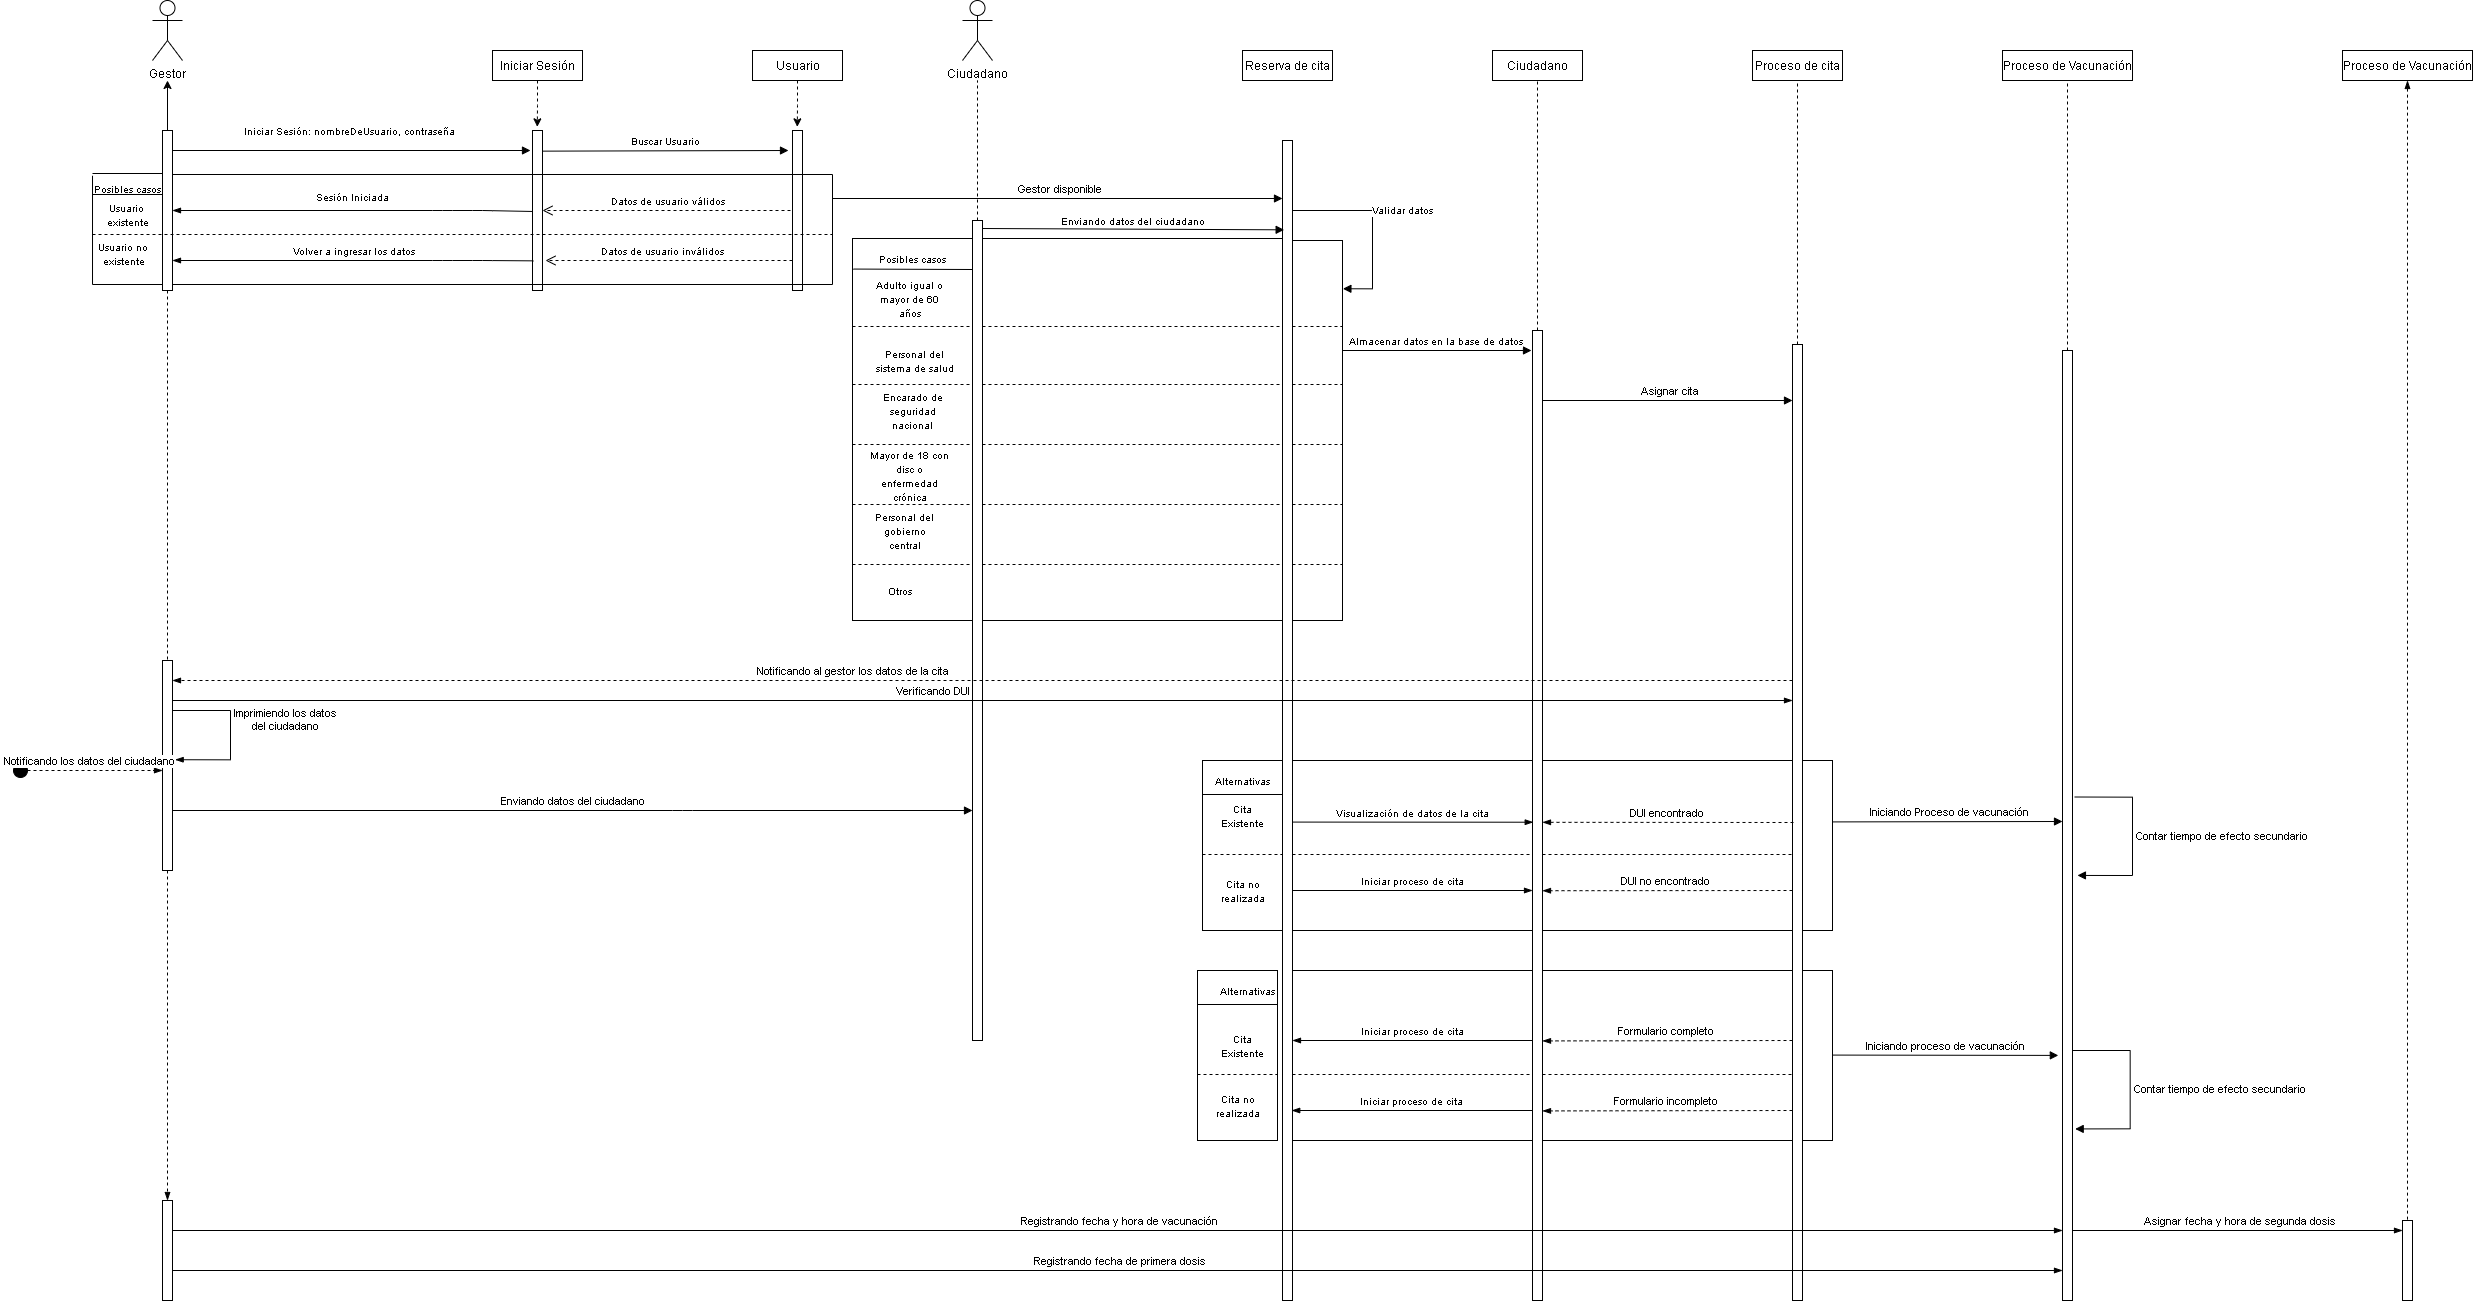 Gestor
Iniciar Sesión
Usuario
Ciudadano
Reserva de cita
Ciudadano
Proceso de cita
Proceso de Vacunación
Proceso de Vacunación
Iniciar Sesión: nombreDeUsuario, contraseña
Buscar Usuario
Posibles casos
Usuario
existente
Sesión Iniciada
Datos de usuario válidos
Gestor disponible
Validar datos
Enviando datos del ciudadano
Usuario no
existente
Volver a ingresar los datos
Datos de usuario inválidos
Posibles casos
Adulto igual o
mayor de 60
años
Almacenar datos en la base de datos
Personal del
sistema de salud
Asignar cita
Encarado de
seguridad
nacional
Mayor de 18 con
disc o
enfermedad
crónica
Personal del
gobierno
central
Otros
Notificando al gestor los datos de la cita
Verificando DUI
Imprimiendo los datos
del ciudadano
Notificando los datos del ciudadano
Enviando datos del ciudadano
Alternativas
Cita
Existente
Visualización de datos de la cita
DUI encontrado
Iniciando Proceso de vacunación
Contar tiempo de efecto secundario
Cita no
realizada
Iniciar proceso de cita
DUI no encontrado
Alternativas
Cita
Existente
Iniciar proceso de cita
Formulario completo
Iniciando proceso de vacunación
Contar tiempo de efecto secundario
Cita no
realizada
Iniciar proceso de cita
Formulario incompleto
Registrando fecha y hora de vacunación
Asignar fecha y hora de segunda dosis
Registrando fecha de primera dosis